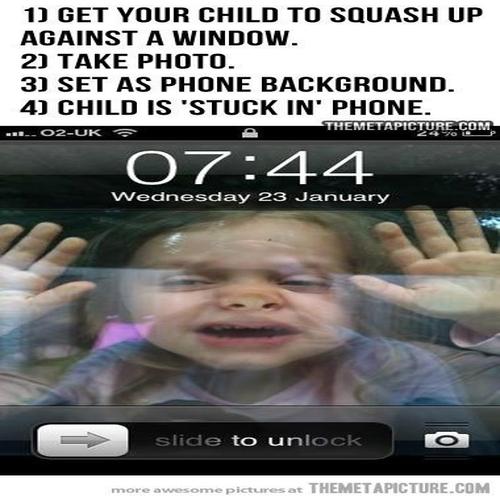 1) GET YOUR CHILD TO SQUASH UP
AGAINST A WINDOW.
2) TAKE PHOTO.
3) SET AS PHONE BACKGROUND.
4) CHILD IS 'STUCK IN' PHONE.
THEMETAPICTURE.COM
O2-UK 24%
07:44
Wednesday 23 January
slide to unlock
more awesome pictures at THEMETAPICTURE.COM